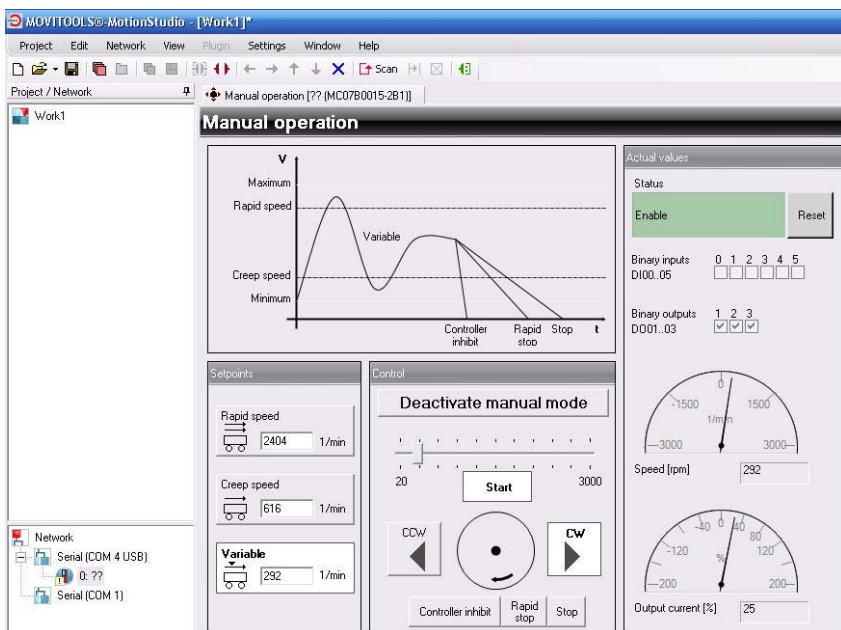 MOVITOOLS®-MotionStudio - [Work1]*
Project Edit Network View Plugin Settings Window Help
Scan
Project / Network
Manual operation [?? (MC07B0015-2B1)]
Work1
Manual operation
V
Maximum
Rapid speed
Variable
Creep speed
Minimum
Controller inhibit
Rapid stop
Stop
t
Actual values
Status
Enable
Reset
Binary inputs 0 1 2 3 4 5
DI00..05
Binary outputs 1 2 3
DO01..03
0
-1500 1500
1/min
-3000 3000
Speed [rpm] 292
-40 0 40
80
-120 120
%
-200 200
Output current [%] 25
Setpoints
Rapid speed
2404 1/min
Creep speed
616 1/min
Variable
292 1/min
Control
Deactivate manual mode
20 3000
Start
CCW
CW
Controller inhibit
Rapid stop
Stop
Network
Serial (COM 4 USB)
0: ??
Serial (COM 1)